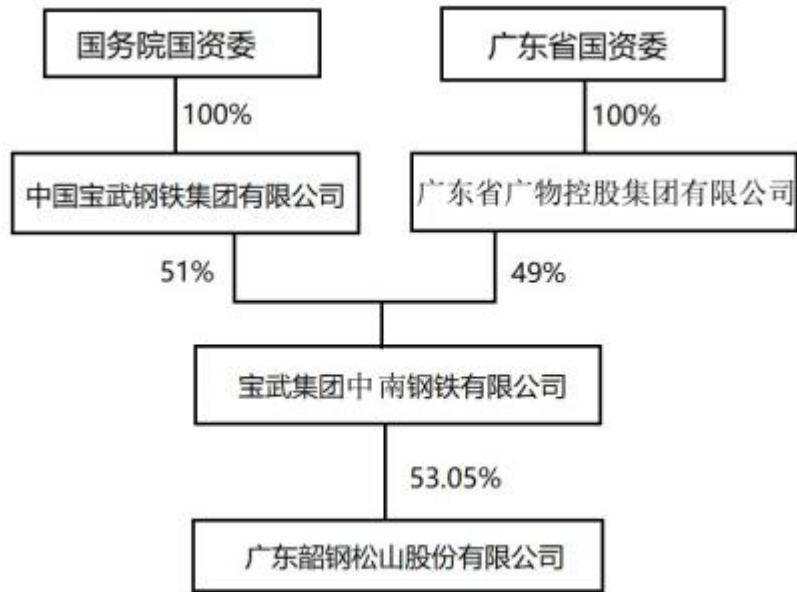 国务院国资委
广东省国资委
100%
100%
中国宝武钢铁集团有限公司
广东省广物控股集团有限公司
51%
49%
宝武集团中南钢铁有限公司
53.05%
广东韶钢松山股份有限公司